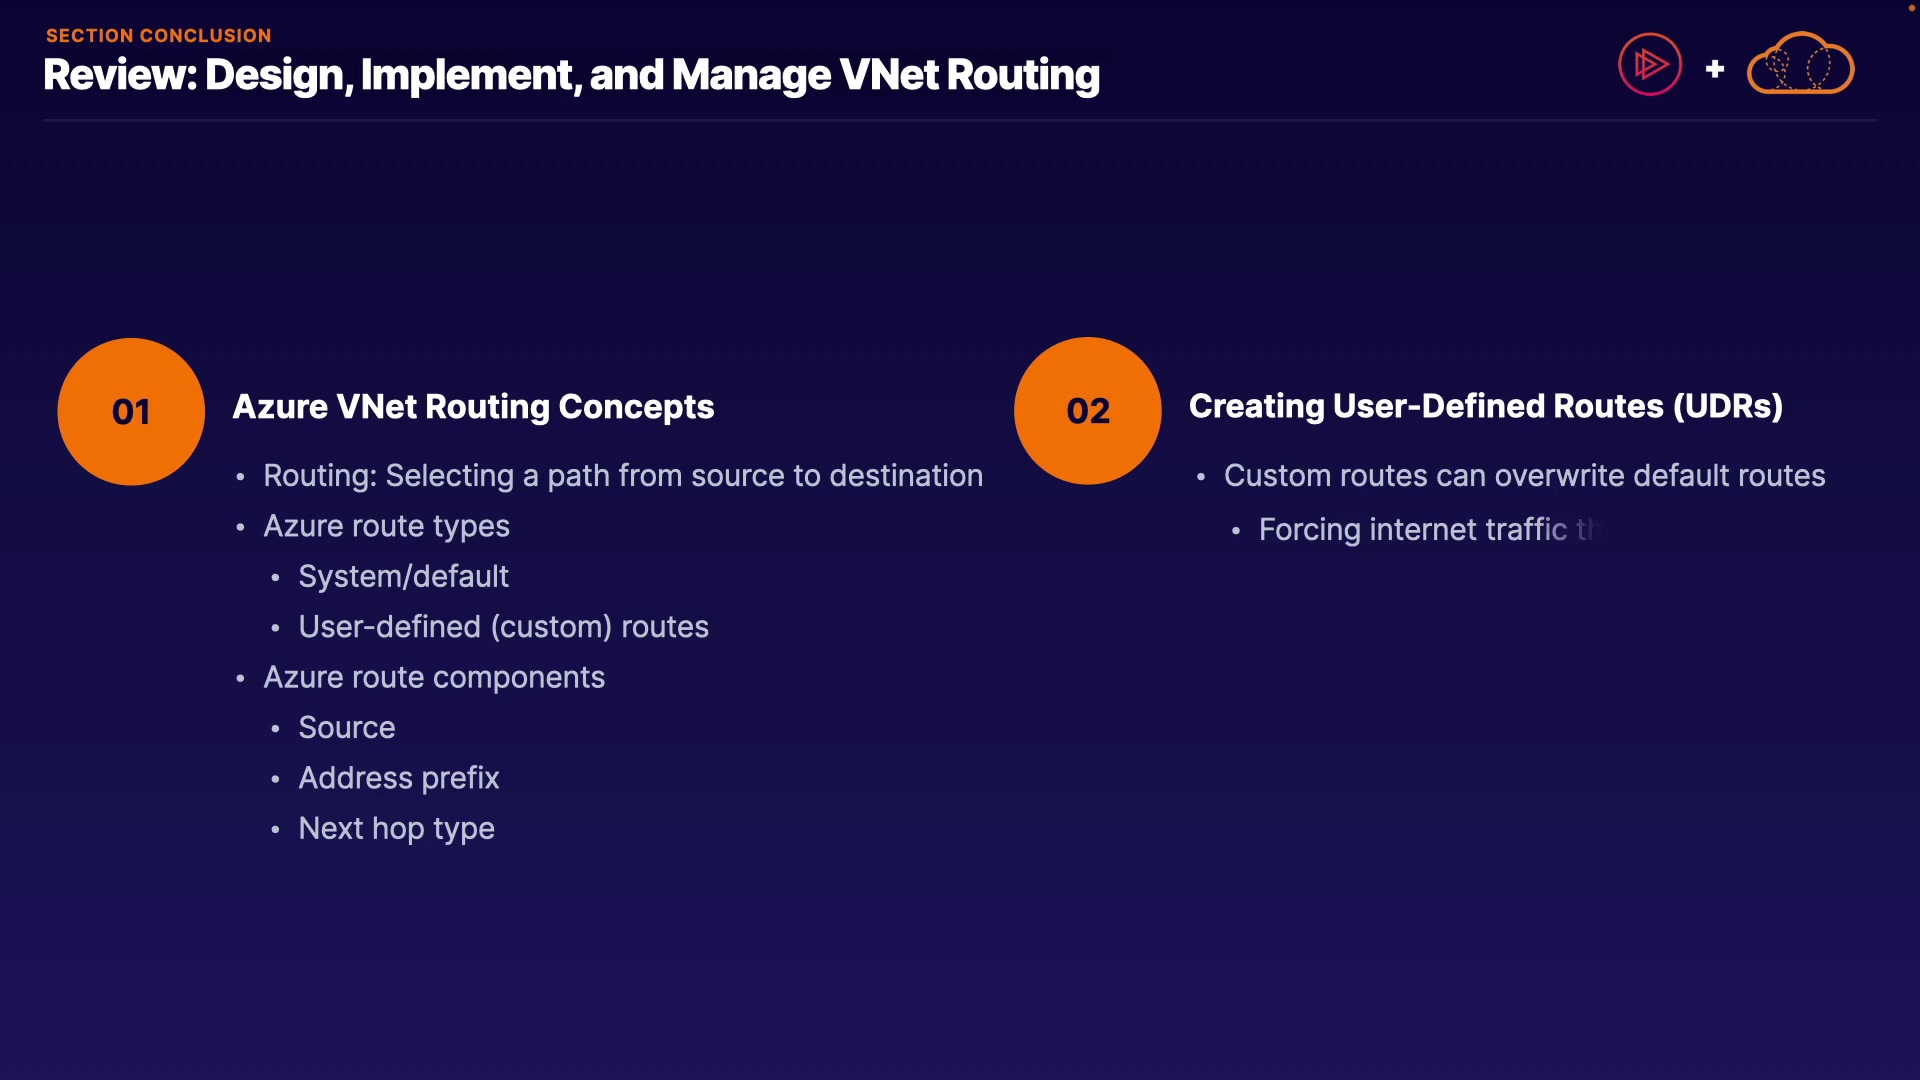 SECTION CONCLUSION
Review: Design, Implement, and Manage VNet Routing
+
01
Azure VNet Routing Concepts
• Routing: Selecting a path from source to destination
• Azure route types
• System/default
• User-defined (custom) routes
• Azure route components
• Source
• Address prefix
• Next hop type
02
Creating User-Defined Routes (UDRs)
• Custom routes can overwrite default routes
• Forcing internet traffic